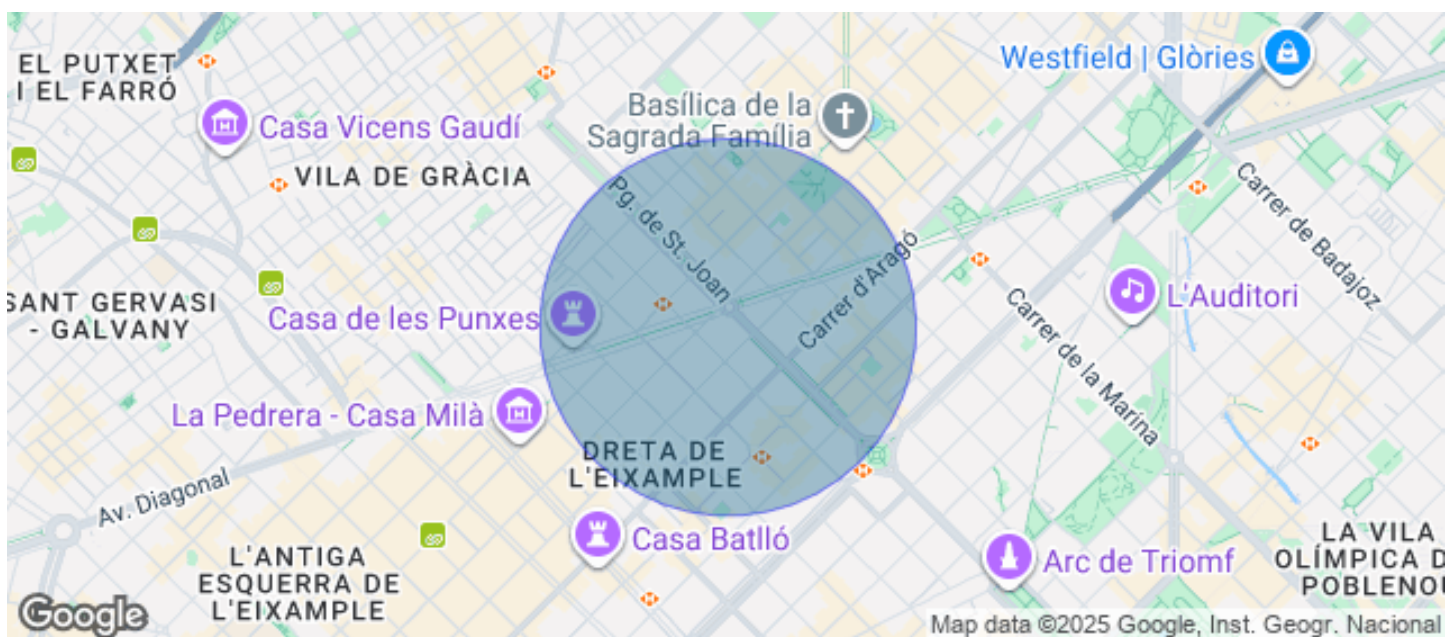 EL PUTXET
I EL FARRÓ
Westfield | Glòries
Basílica de la
Sagrada Família
Casa Vicens Gaudí
VILA DE GRÀCIA
Pg. de St. Joan
Carrer de Badajoz
Carrer d'Aragó
SANT GERVASI
- GALVANY
Casa de les Punxes
L'Auditori
Carrer de la Marina
La Pedrera - Casa Milà
DRETA DE
L'EIXAMPLE
Av. Diagonal
Casa Batlló
Arc de Triomf
L'ANTIGA
ESQUERRA DE
L'EIXAMPLE
LA VILA
OLÍMPICA D
POBLENOU
Google
Map data ©2025 Google, Inst. Geogr. Nacional